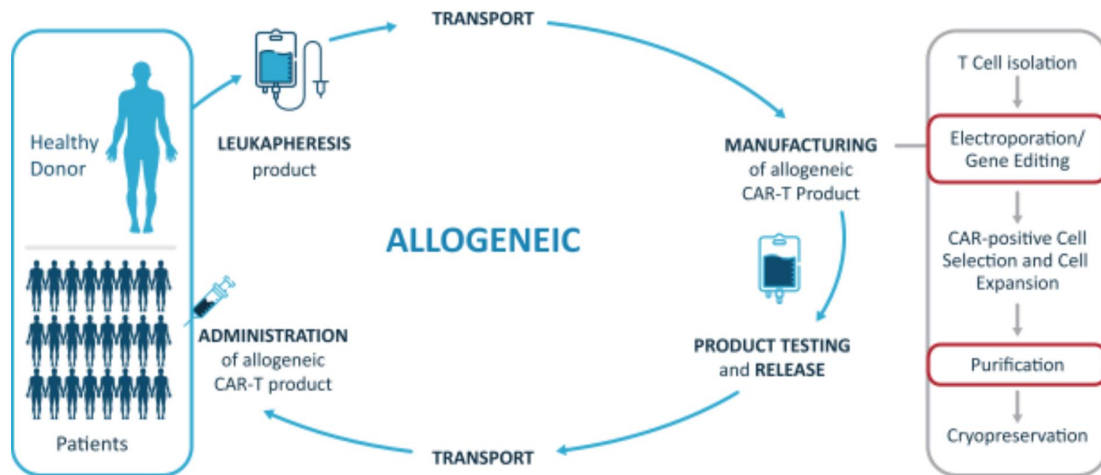 TRANSPORT
Healthy
Donor
LEUKAPHERESIS
product
MANUFACTURING
of allogeneic
CAR-T Product
T Cell isolation
Electroporation/
Gene Editing
CAR-positive Cell
Selection and Cell
Expansion
Purification
Cryopreservation
ALLOGENEIC
PRODUCT TESTING
and RELEASE
ADMINISTRATION
of allogeneic
CAR-T product
Patients
TRANSPORT